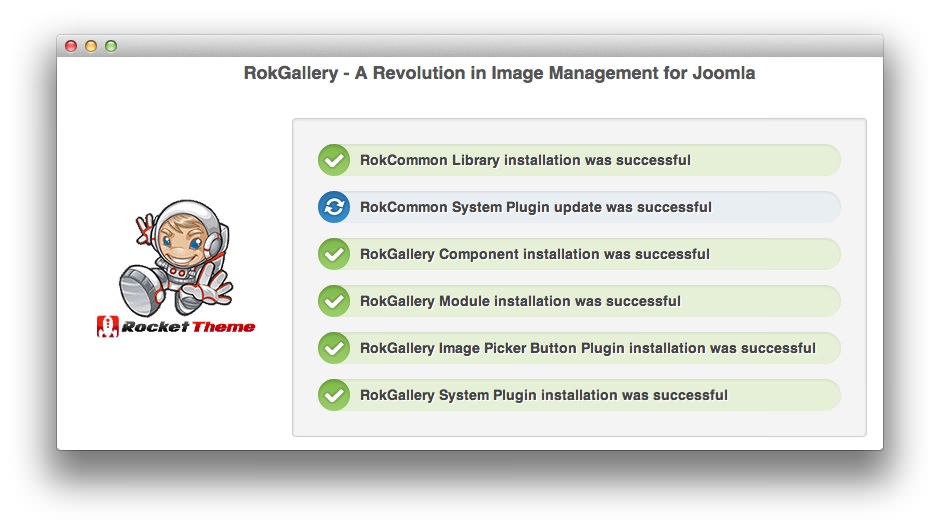 RokGallery - A Revolution in Image Management for Joomla
RokCommon Library installation was successful
RokCommon System Plugin update was successful
RokGallery Component installation was successful
RokGallery Module installation was successful
RokGallery Image Picker Button Plugin installation was successful
RokGallery System Plugin installation was successful
RocketTheme